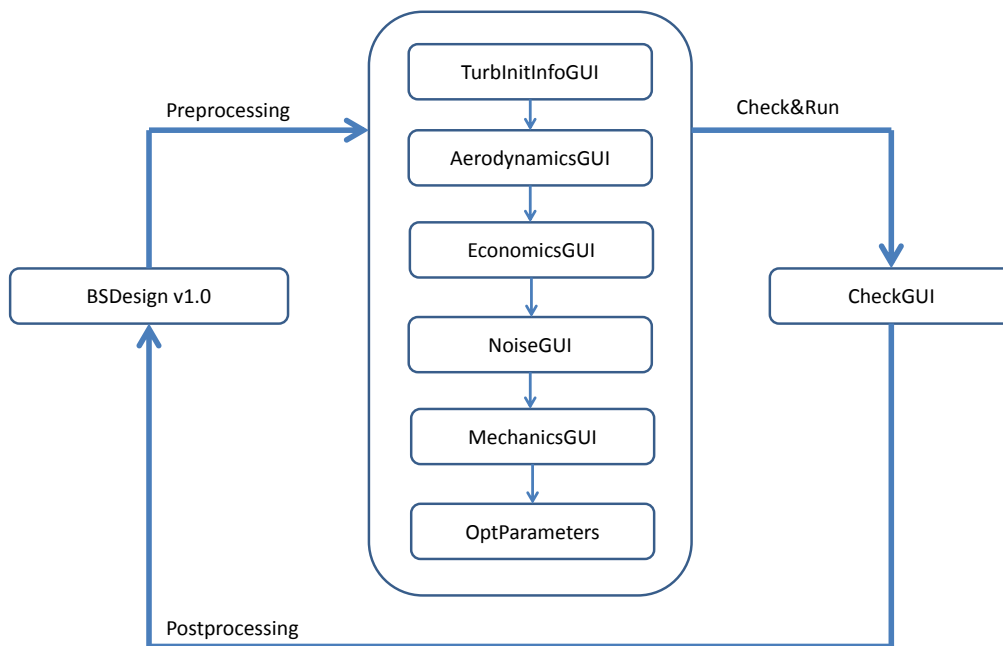 TurbInitInfoGUI
Preprocessing
Check&Run
AerodynamicsGUI
EconomicsGUI
BSDesign v1.0
CheckGUI
NoiseGUI
MechanicsGUI
OptParameters
Postprocessing